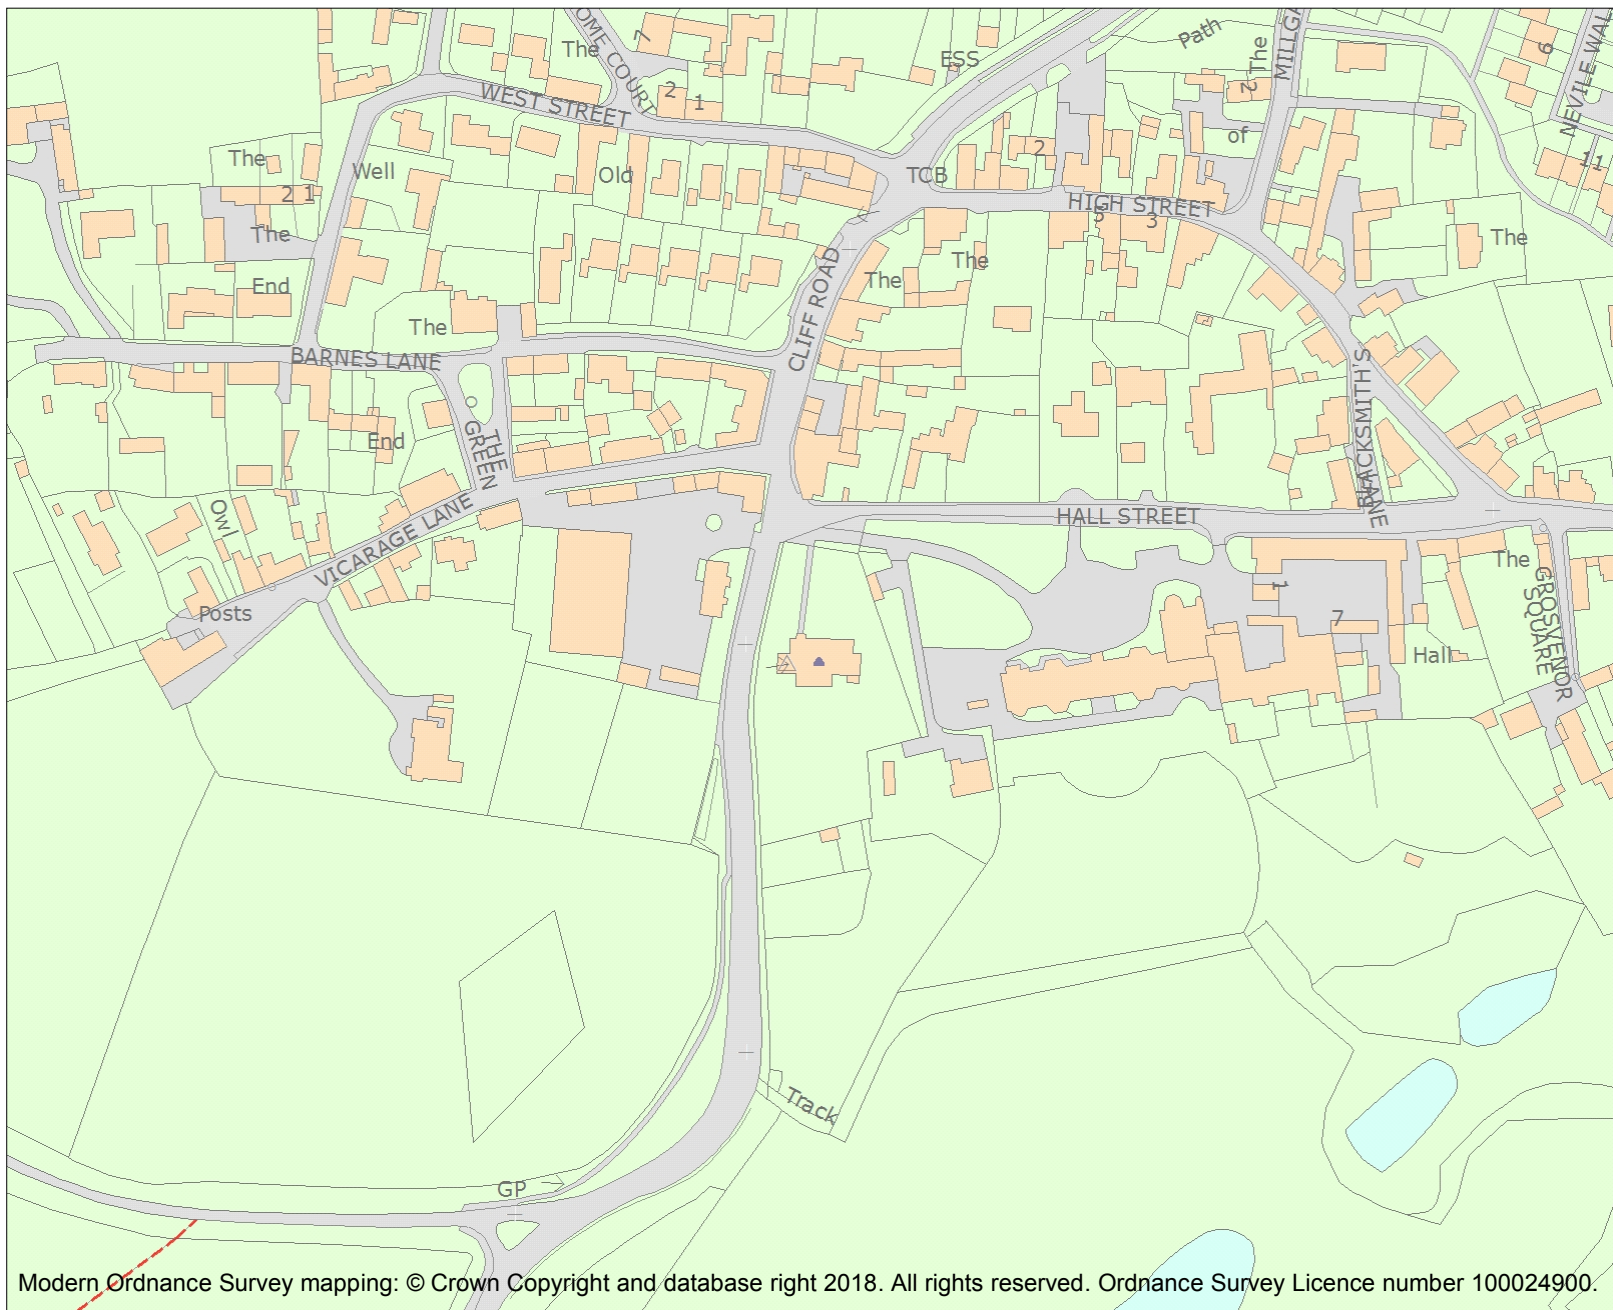 OME COURT
7
The
ESS
Path
The
MILLGA
9
NEVILE WAL
WEST STREET
2
1
2
11
of
The
Well
Old
TCB
2
2 1
HIGH STREET
5
3
The
The
The
The
CLIFF ROAD
End
The
BARNES LANE
BLACKSMITH'S
LANE
THE
GREEN
End
Owl
VICARAGE LANE
HALL STREET
The
GROSVENOR
SQUARE
1
7
Posts
Hall
Track
GP
Modern Ordnance Survey mapping: © Crown Copyright and database right 2018. All rights reserved. Ordnance Survey Licence number 100024900.